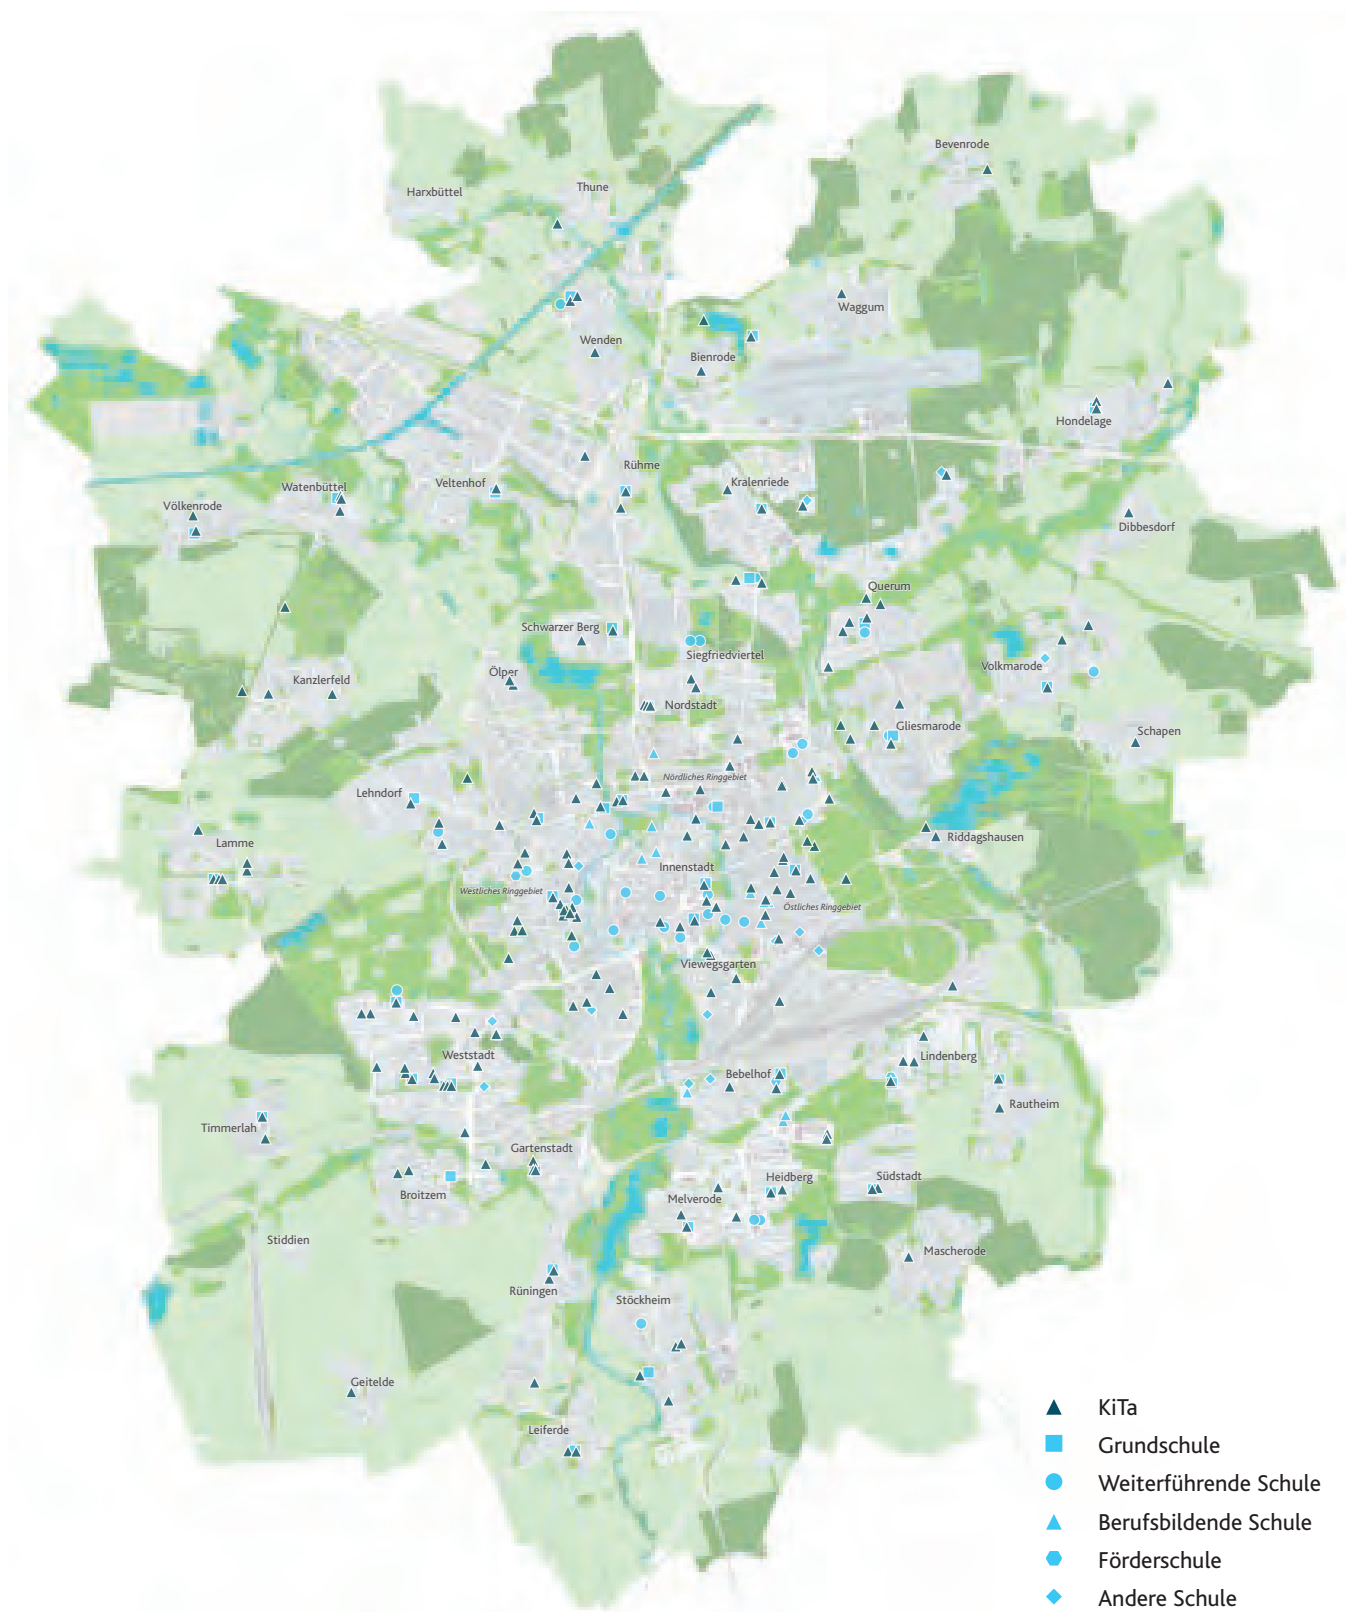 Bevenrode
Thune
Harxbüttel
Waggum
Wenden
Bienrode
Hondelage
Rühme
Kralenriede
Veltenhof
Watenbüttel
Völkenrode
Dibbesdorf
Querum
Schwarzer Berg
Siegfriedviertel
Volkmarode
Ölper
Kanzlerfeld
Nordstadt
Gliesmarode
Schapen
Nördliches Ringgebiet
Lehndorf
Riddagshausen
Lamme
Innenstadt
Westliches Ringgebiet
Östliches Ringgebiet
Viewegsgarten
Weststadt
Lindenberg
Bebelhof
Rautheim
Timmerlah
Gartenstadt
Heidberg
Südstadt
Broitzem
Melverode
Stiddien
Mascherode
Rüningen
Stöckheim
Geitelde
Leiferde
KiTa
Grundschule
Weiterführende Schule
Berufsbildende Schule
Förderschule
Andere Schule